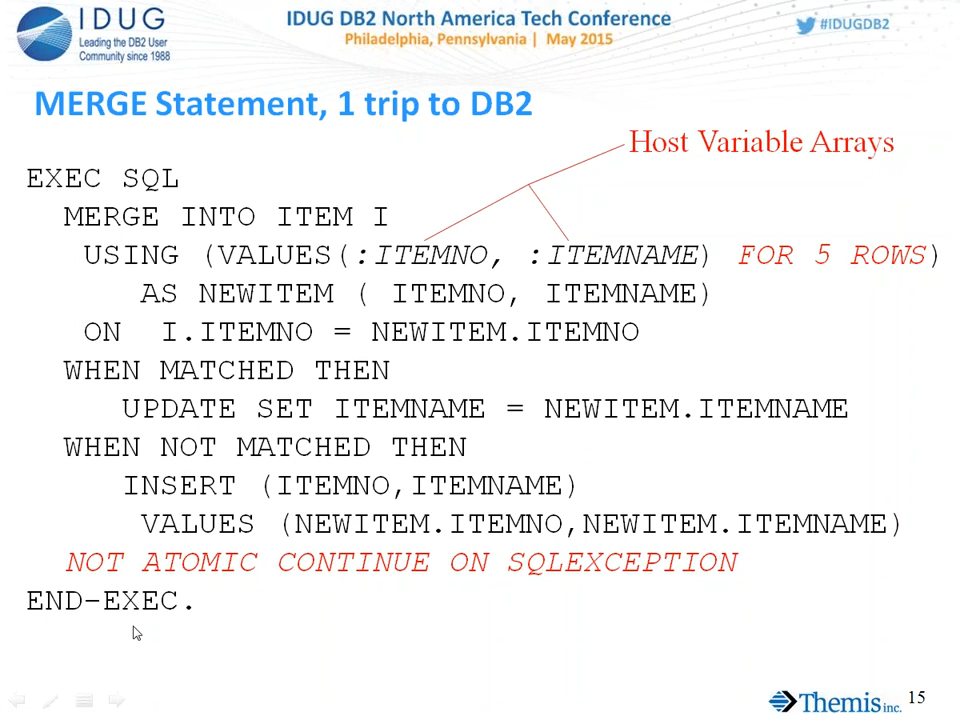 IDUG
Leading the DB2 User
Community since 1988
IDUG DB2 North America Tech Conference
Philadelphia, Pennsylvania | May 2015
#IDUGDB2
MERGE Statement, 1 trip to DB2
Host Variable Arrays
EXEC SQL
MERGE INTO ITEM I
USING (VALUES(:ITEMNO, :ITEMNAME) FOR 5 ROWS)
AS NEWITEM ( ITEMNO, ITEMNAME)
ON I.ITEMNO = NEWITEM.ITEMNO
WHEN MATCHED THEN
UPDATE SET ITEMNAME = NEWITEM.ITEMNAME
WHEN NOT MATCHED THEN
INSERT (ITEMNO,ITEMNAME)
VALUES (NEWITEM.ITEMNO,NEWITEM.ITEMNAME)
NOT ATOMIC CONTINUE ON SQLEXCEPTION
END-EXEC.
Themis inc.
15